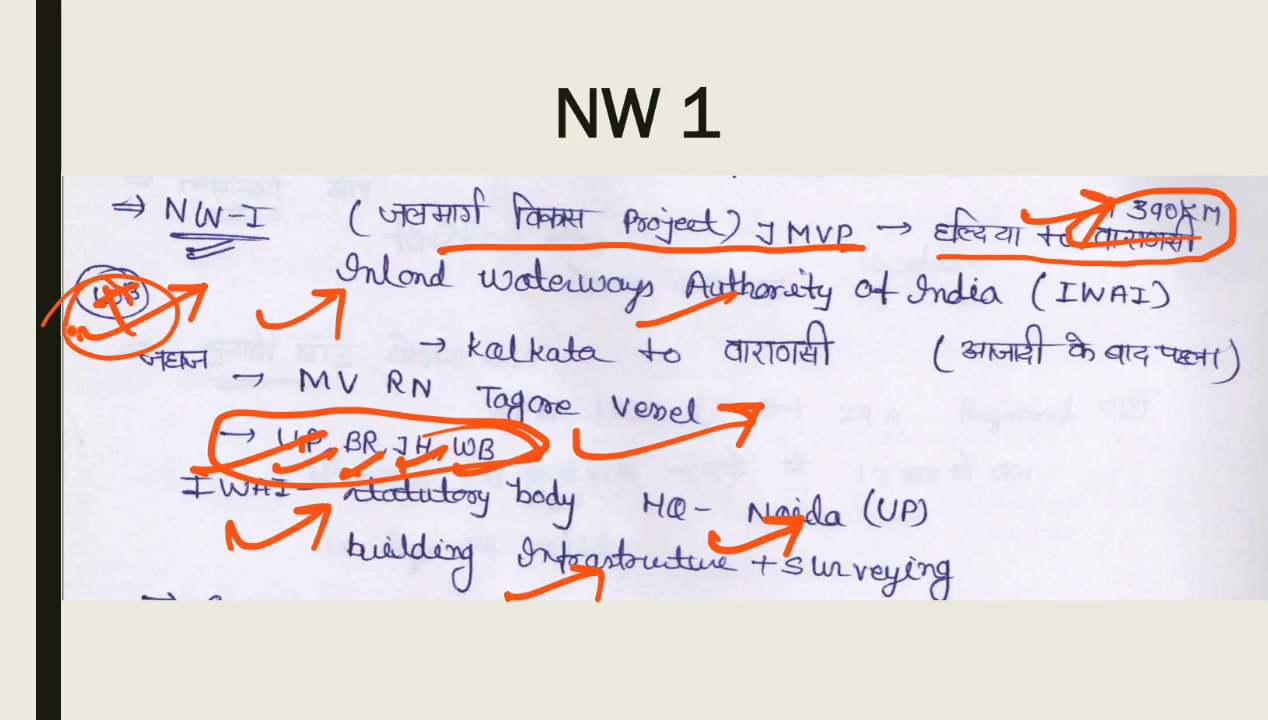 NW 1
⇒ NW-I (जलमार्ग विकास Project) JMVP → हल्दिया to वाराणसी 1390KM
Inlond Waterways Authority of India (IWAI)
→ Kolkata to वाराणसी (आजादी के बाद पहला)
जहाज → MV RN Tagore Vessel
→ UP, BR, JH, WB
IWAI - statutory body HQ- Noida (UP)
building Infrastructure + surveying